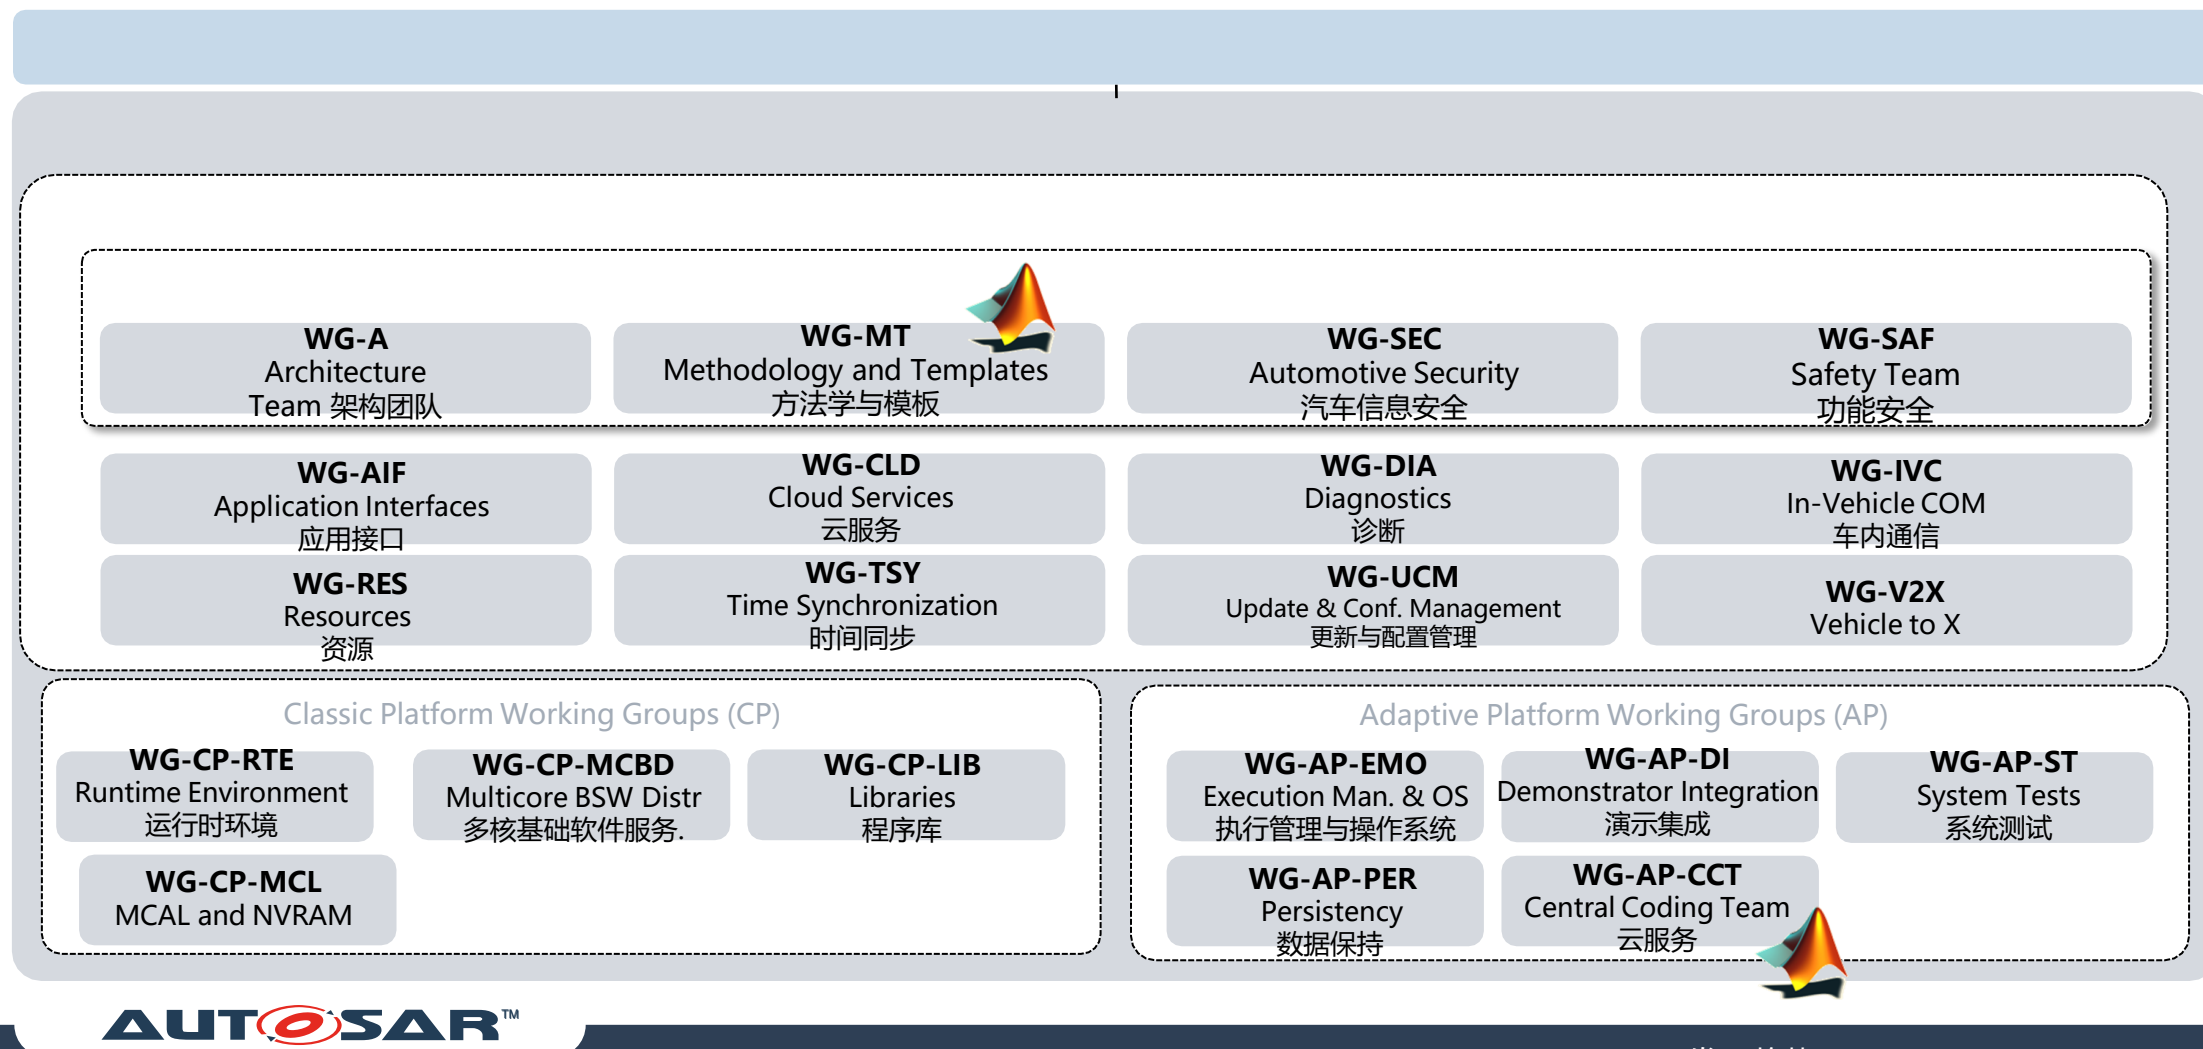 WG-A
Architecture
Team 架构团队
WG-MT
Methodology and Templates
方法学与模板
WG-SEC
Automotive Security
汽车信息安全
WG-SAF
Safety Team
功能安全
WG-AIF
Application Interfaces
应用接口
WG-CLD
Cloud Services
云服务
WG-DIA
Diagnostics
诊断
WG-IVC
In-Vehicle COM
车内通信
WG-RES
Resources
资源
WG-TSY
Time Synchronization
时间同步
WG-UCM
Update & Conf. Management
更新与配置管理
WG-V2X
Vehicle to X
Classic Platform Working Groups (CP)
WG-CP-RTE
Runtime Environment
运行时环境
WG-CP-MCBD
Multicore BSW Distr
多核基础软件服务.
WG-CP-LIB
Libraries
程序库
WG-CP-MCL
MCAL and NVRAM
Adaptive Platform Working Groups (AP)
WG-AP-EMO
Execution Man. & OS
执行管理与操作系统
WG-AP-DI
Demonstrator Integration
演示集成
WG-AP-ST
System Tests
系统测试
WG-AP-PER
Persistency
数据保持
WG-AP-CCT
Central Coding Team
云服务
AUTOSAR™